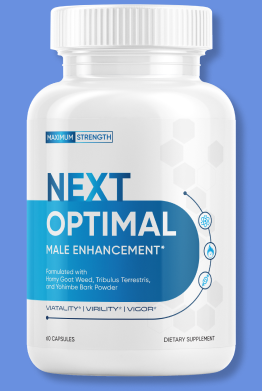 MAXIMUM STRENGTH
NEXT
OPTIMAL
MALE ENHANCEMENT*
Formulated with
Horny Goat Weed, Tribulus Terrestris,
and Yohimbe Bark Powder
VIATALITY* | VIRILITY* | VIGOR*
60 CAPSULES DIETARY SUPPLEMENT